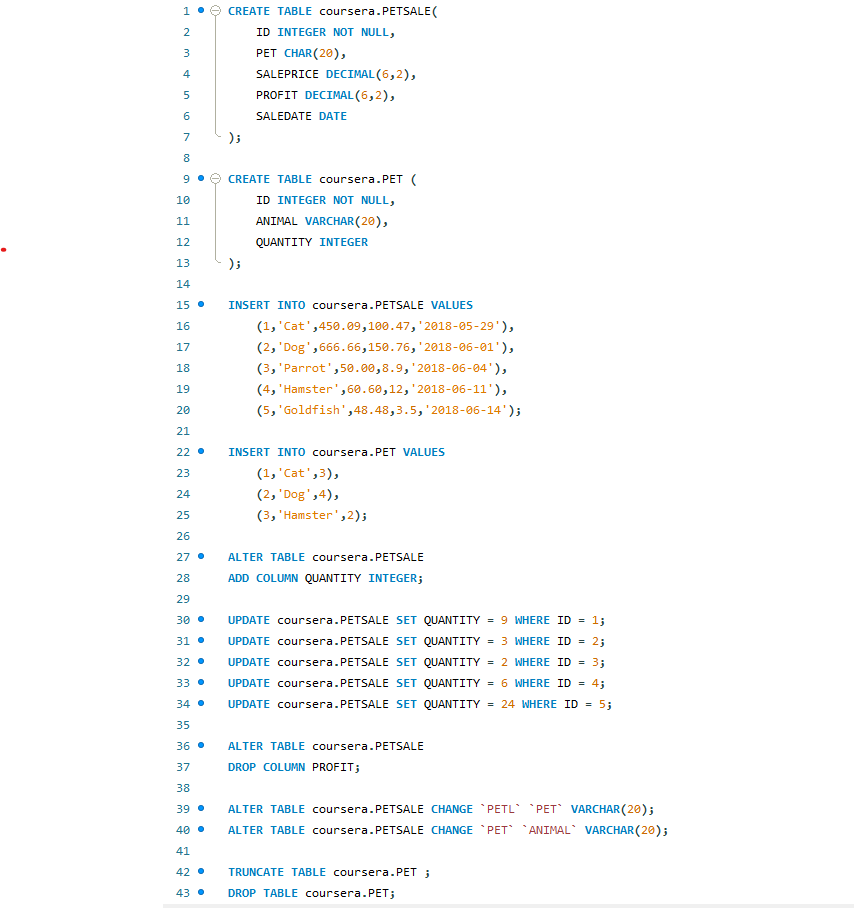 1 CREATE TABLE coursera.PETSALE(
2 ID INTEGER NOT NULL,
3 PET CHAR(20),
4 SALEPRICE DECIMAL(6,2),
5 PROFIT DECIMAL(6,2),
6 SALEDATE DATE
7 );
8
9 CREATE TABLE coursera.PET (
10 ID INTEGER NOT NULL,
11 ANIMAL VARCHAR(20),
12 QUANTITY INTEGER
13 );
14
15 INSERT INTO coursera.PETSALE VALUES
16 (1,'Cat',450.09,100.47,'2018-05-29'),
17 (2,'Dog',666.66,150.76,'2018-06-01'),
18 (3,'Parrot',50.00,8.9,'2018-06-04'),
19 (4,'Hamster',60.60,12,'2018-06-11'),
20 (5,'Goldfish',48.48,3.5,'2018-06-14');
21
22 INSERT INTO coursera.PET VALUES
23 (1,'Cat',3),
24 (2,'Dog',4),
25 (3,'Hamster',2);
26
27 ALTER TABLE coursera.PETSALE
28 ADD COLUMN QUANTITY INTEGER;
29
30 UPDATE coursera.PETSALE SET QUANTITY = 9 WHERE ID = 1;
31 UPDATE coursera.PETSALE SET QUANTITY = 3 WHERE ID = 2;
32 UPDATE coursera.PETSALE SET QUANTITY = 2 WHERE ID = 3;
33 UPDATE coursera.PETSALE SET QUANTITY = 6 WHERE ID = 4;
34 UPDATE coursera.PETSALE SET QUANTITY = 24 WHERE ID = 5;
35
36 ALTER TABLE coursera.PETSALE
37 DROP COLUMN PROFIT;
38
39 ALTER TABLE coursera.PETSALE CHANGE `PETL` `PET` VARCHAR(20);
40 ALTER TABLE coursera.PETSALE CHANGE `PET` `ANIMAL` VARCHAR(20);
41
42 TRUNCATE TABLE coursera.PET ;
43 DROP TABLE coursera.PET;